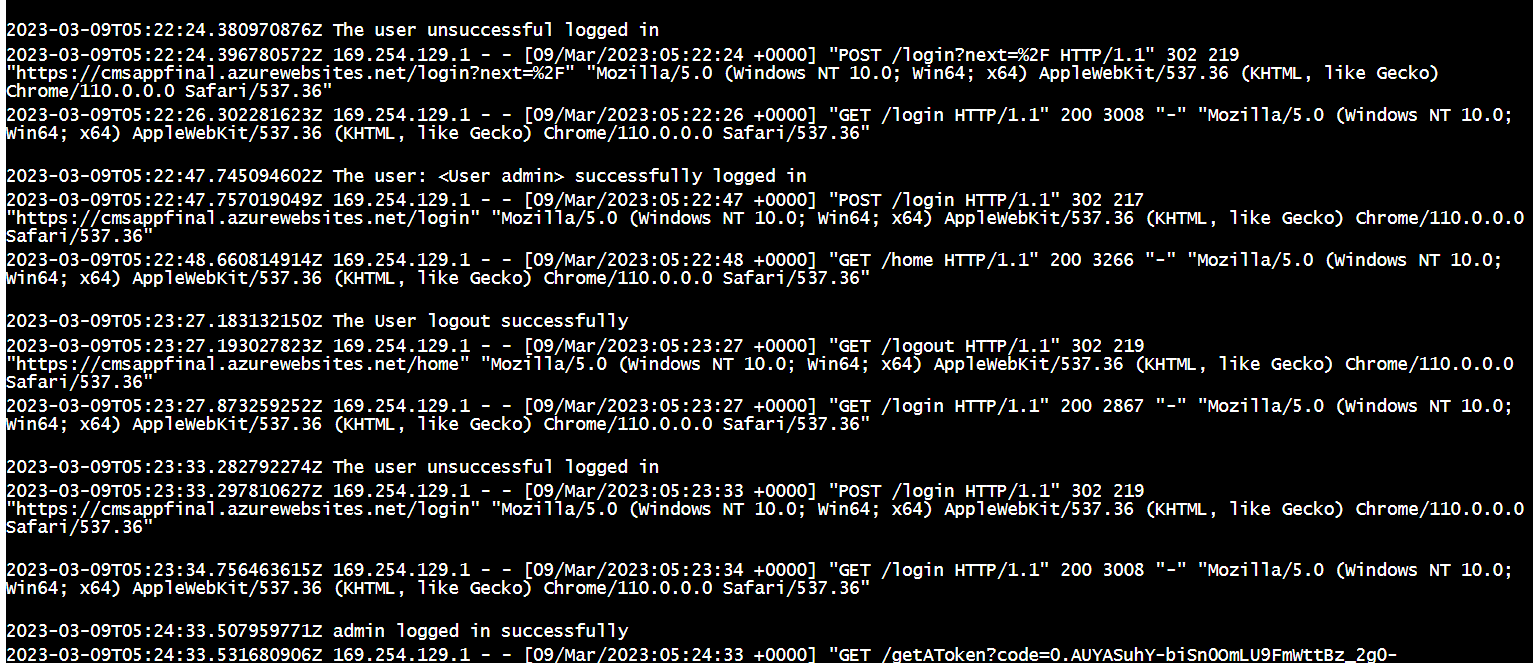 2023-03-09T05:22:24.380970876Z The user unsuccessful logged in
2023-03-09T05:22:24.396780572Z 169.254.129.1 - - [09/Mar/2023:05:22:24 +0000] "POST /login?next=%2F HTTP/1.1" 302 219
"https://cmsappfinal.azurewebsites.net/login?next=%2F" "Mozilla/5.0 (Windows NT 10.0; Win64; x64) AppleWebKit/537.36 (KHTML, like Gecko)
Chrome/110.0.0.0 Safari/537.36"
2023-03-09T05:22:26.302281623Z 169.254.129.1 - - [09/Mar/2023:05:22:26 +0000] "GET /login HTTP/1.1" 200 3008 "-" "Mozilla/5.0 (Windows NT 10.0;
Win64; x64) AppleWebKit/537.36 (KHTML, like Gecko) Chrome/110.0.0.0 Safari/537.36"
2023-03-09T05:22:47.745094602Z The user: <User admin> successfully logged in
2023-03-09T05:22:47.757019049Z 169.254.129.1 - - [09/Mar/2023:05:22:47 +0000] "POST /login HTTP/1.1" 302 217
"https://cmsappfinal.azurewebsites.net/login" "Mozilla/5.0 (Windows NT 10.0; Win64; x64) AppleWebKit/537.36 (KHTML, like Gecko) Chrome/110.0.0.0
Safari/537.36"
2023-03-09T05:22:48.660814914Z 169.254.129.1 - - [09/Mar/2023:05:22:48 +0000] "GET /home HTTP/1.1" 200 3266 "-" "Mozilla/5.0 (Windows NT 10.0;
Win64; x64) AppleWebKit/537.36 (KHTML, like Gecko) Chrome/110.0.0.0 Safari/537.36"
2023-03-09T05:23:27.183132150Z The User logout successfully
2023-03-09T05:23:27.193027823Z 169.254.129.1 - - [09/Mar/2023:05:23:27 +0000] "GET /logout HTTP/1.1" 302 219
"https://cmsappfinal.azurewebsites.net/home" "Mozilla/5.0 (Windows NT 10.0; Win64; x64) AppleWebKit/537.36 (KHTML, like Gecko) Chrome/110.0.0.0
Safari/537.36"
2023-03-09T05:23:27.873259252Z 169.254.129.1 - - [09/Mar/2023:05:23:27 +0000] "GET /login HTTP/1.1" 200 2867 "-" "Mozilla/5.0 (Windows NT 10.0;
Win64; x64) AppleWebKit/537.36 (KHTML, like Gecko) Chrome/110.0.0.0 Safari/537.36"
2023-03-09T05:23:33.282792274Z The user unsuccessful logged in
2023-03-09T05:23:33.297810627Z 169.254.129.1 - - [09/Mar/2023:05:23:33 +0000] "POST /login HTTP/1.1" 302 219
"https://cmsappfinal.azurewebsites.net/login" "Mozilla/5.0 (Windows NT 10.0; Win64; x64) AppleWebKit/537.36 (KHTML, like Gecko) Chrome/110.0.0.0
Safari/537.36"
2023-03-09T05:23:34.756463615Z 169.254.129.1 - - [09/Mar/2023:05:23:34 +0000] "GET /login HTTP/1.1" 200 3008 "-" "Mozilla/5.0 (Windows NT 10.0;
Win64; x64) AppleWebKit/537.36 (KHTML, like Gecko) Chrome/110.0.0.0 Safari/537.36"
2023-03-09T05:24:33.507959771Z admin logged in successfully
2023-03-09T05:24:33.531680906Z 169.254.129.1 - - [09/Mar/2023:05:24:33 +0000] "GET /getAToken?code=0.AUYASuhY-biSnOOmLU9FmWttBz_2gO-